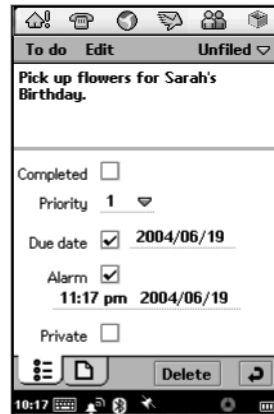 To do Edit Unfiled
Pick up flowers for Sarah's
Birthday.
Completed
Priority 1
Due date 2004/06/19
Alarm
11:17 pm 2004/06/19
Private
Delete
10:17